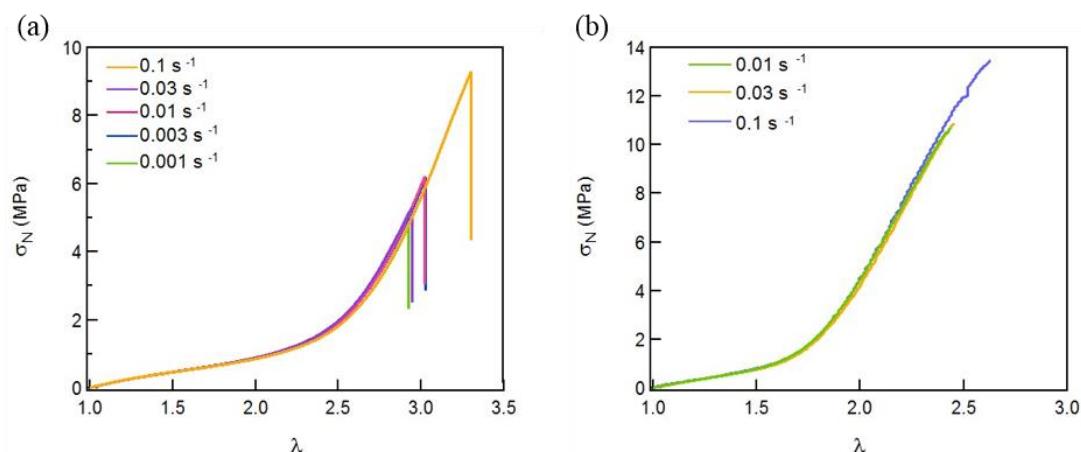 (a)
10
8
6
4
2
0
σN (MPa)
0.1 s -1
0.03 s -1
0.01 s -1
0.003 s -1
0.001 s -1
1.0 1.5 2.0 2.5 3.0 3.5
λ
(b)
14
12
10
8
6
4
2
0
σN (MPa)
0.01 s -1
0.03 s -1
0.1 s -1
1.0 1.5 2.0 2.5 3.0
λ